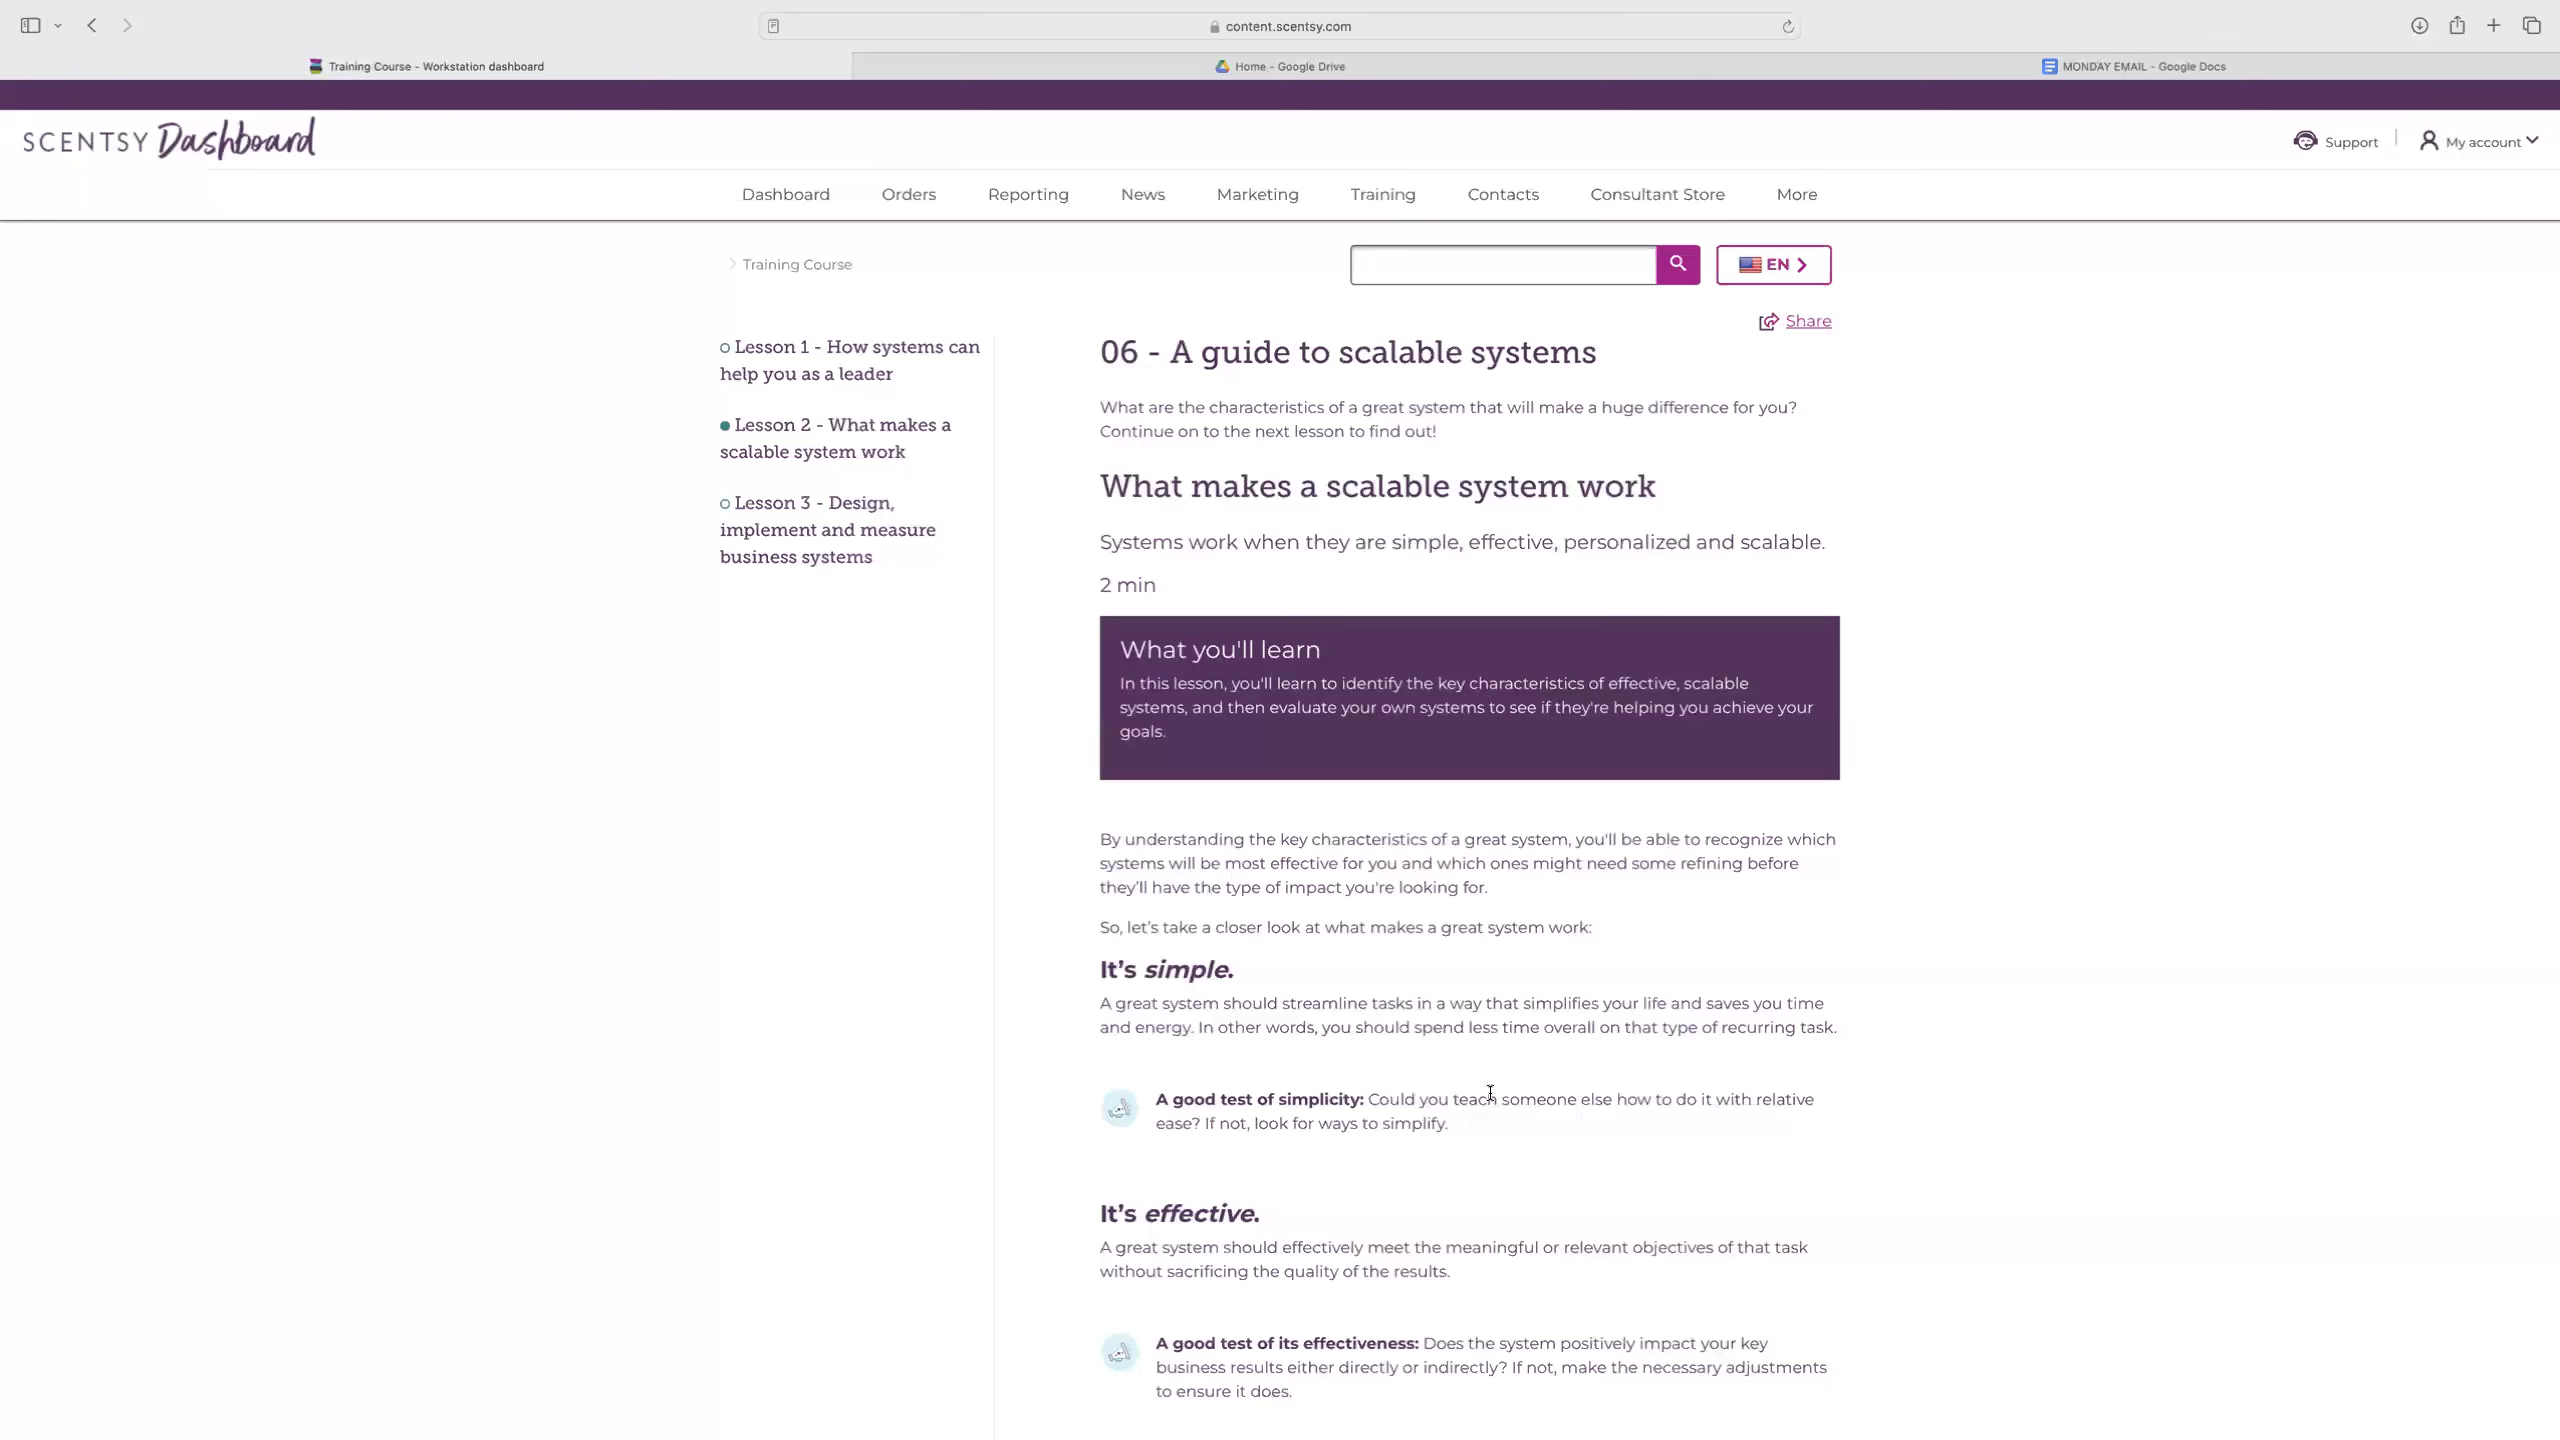 content.scentsy.com
Training Course - Workstation dashboard
Home - Google Drive
MONDAY EMAIL - Google Docs
SCENTSY Dashboard
Support
My account
Dashboard
Orders
Reporting
News
Marketing
Training
Contacts
Consultant Store
More
Training Course
EN
Share
Lesson 1 - How systems can
help you as a leader
Lesson 2 - What makes a
scalable system work
Lesson 3 - Design,
implement and measure
business systems
06 - A guide to scalable systems
What are the characteristics of a great system that will make a huge difference for you?
Continue on to the next lesson to find out!
What makes a scalable system work
Systems work when they are simple, effective, personalized and scalable.
2 min
What you'll learn
In this lesson, you'll learn to identify the key characteristics of effective, scalable
systems, and then evaluate your own systems to see if they're helping you achieve your
goals.
By understanding the key characteristics of a great system, you'll be able to recognize which
systems will be most effective for you and which ones might need some refining before
they'll have the type of impact you're looking for.
So, let's take a closer look at what makes a great system work:
It's simple.
A great system should streamline tasks in a way that simplifies your life and saves you time
and energy. In other words, you should spend less time overall on that type of recurring task.
A good test of simplicity: Could you teach someone else how to do it with relative
ease? If not, look for ways to simplify.
It's effective.
A great system should effectively meet the meaningful or relevant objectives of that task
without sacrificing the quality of the results.
A good test of its effectiveness: Does the system positively impact your key
business results either directly or indirectly? If not, make the necessary adjustments
to ensure it does.